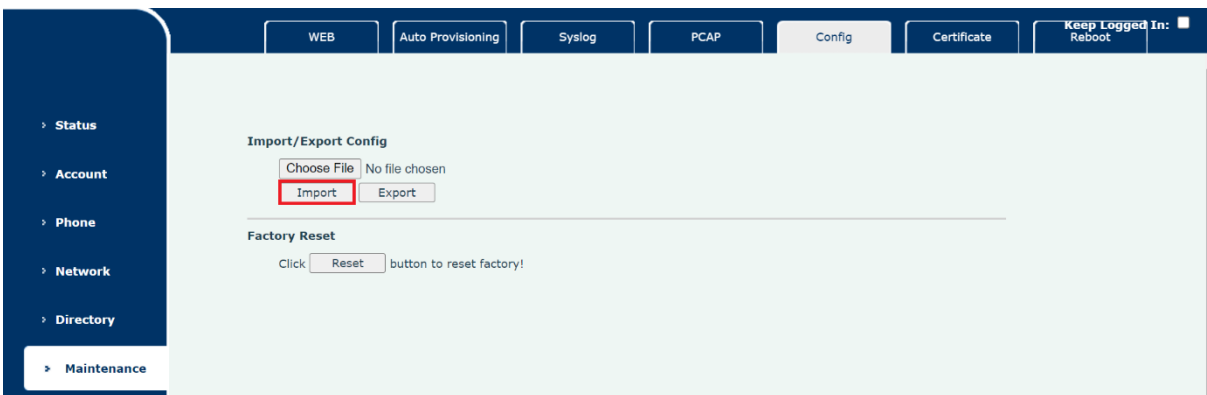 Keep Logged In:
WEB Auto Provisioning Syslog PCAP Config Certificate Reboot
Status
Account
Phone
Network
Directory
Maintenance
Import/Export Config
Choose File No file chosen
Import Export
Factory Reset
Click Reset button to reset factory!